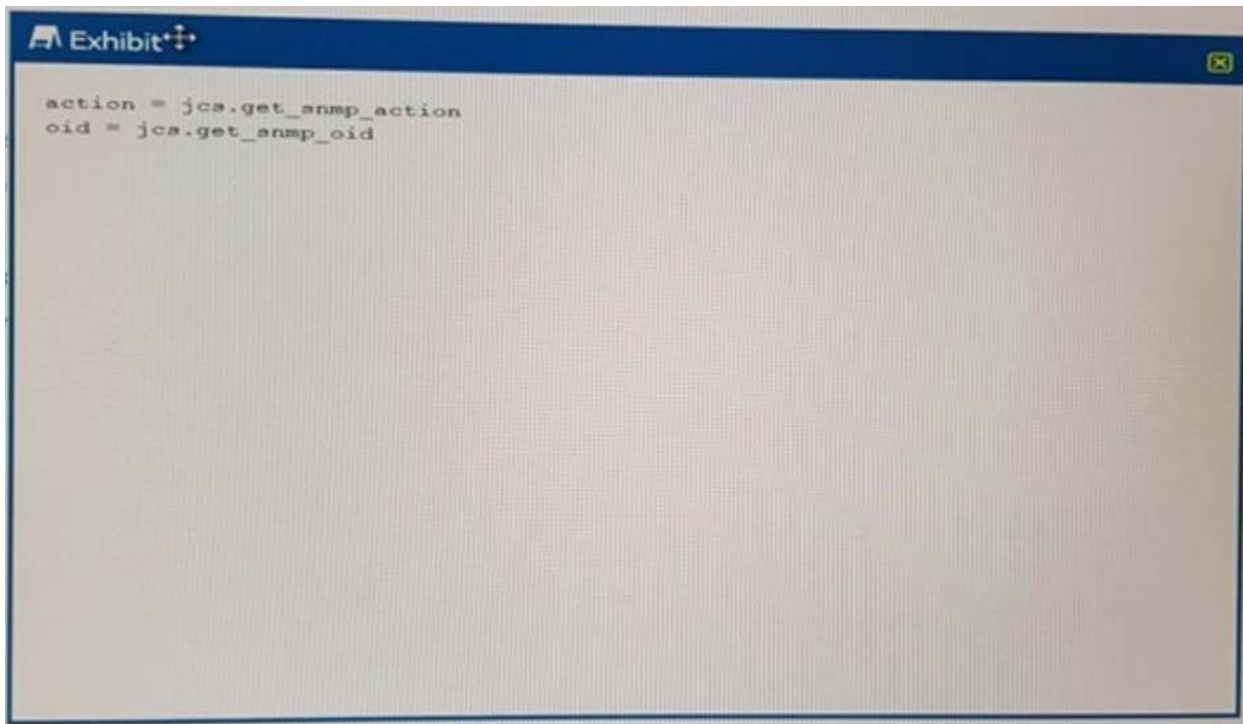 Exhibit
action = jcs.get_snmp_action
oid = jcs.get_snmp_oid